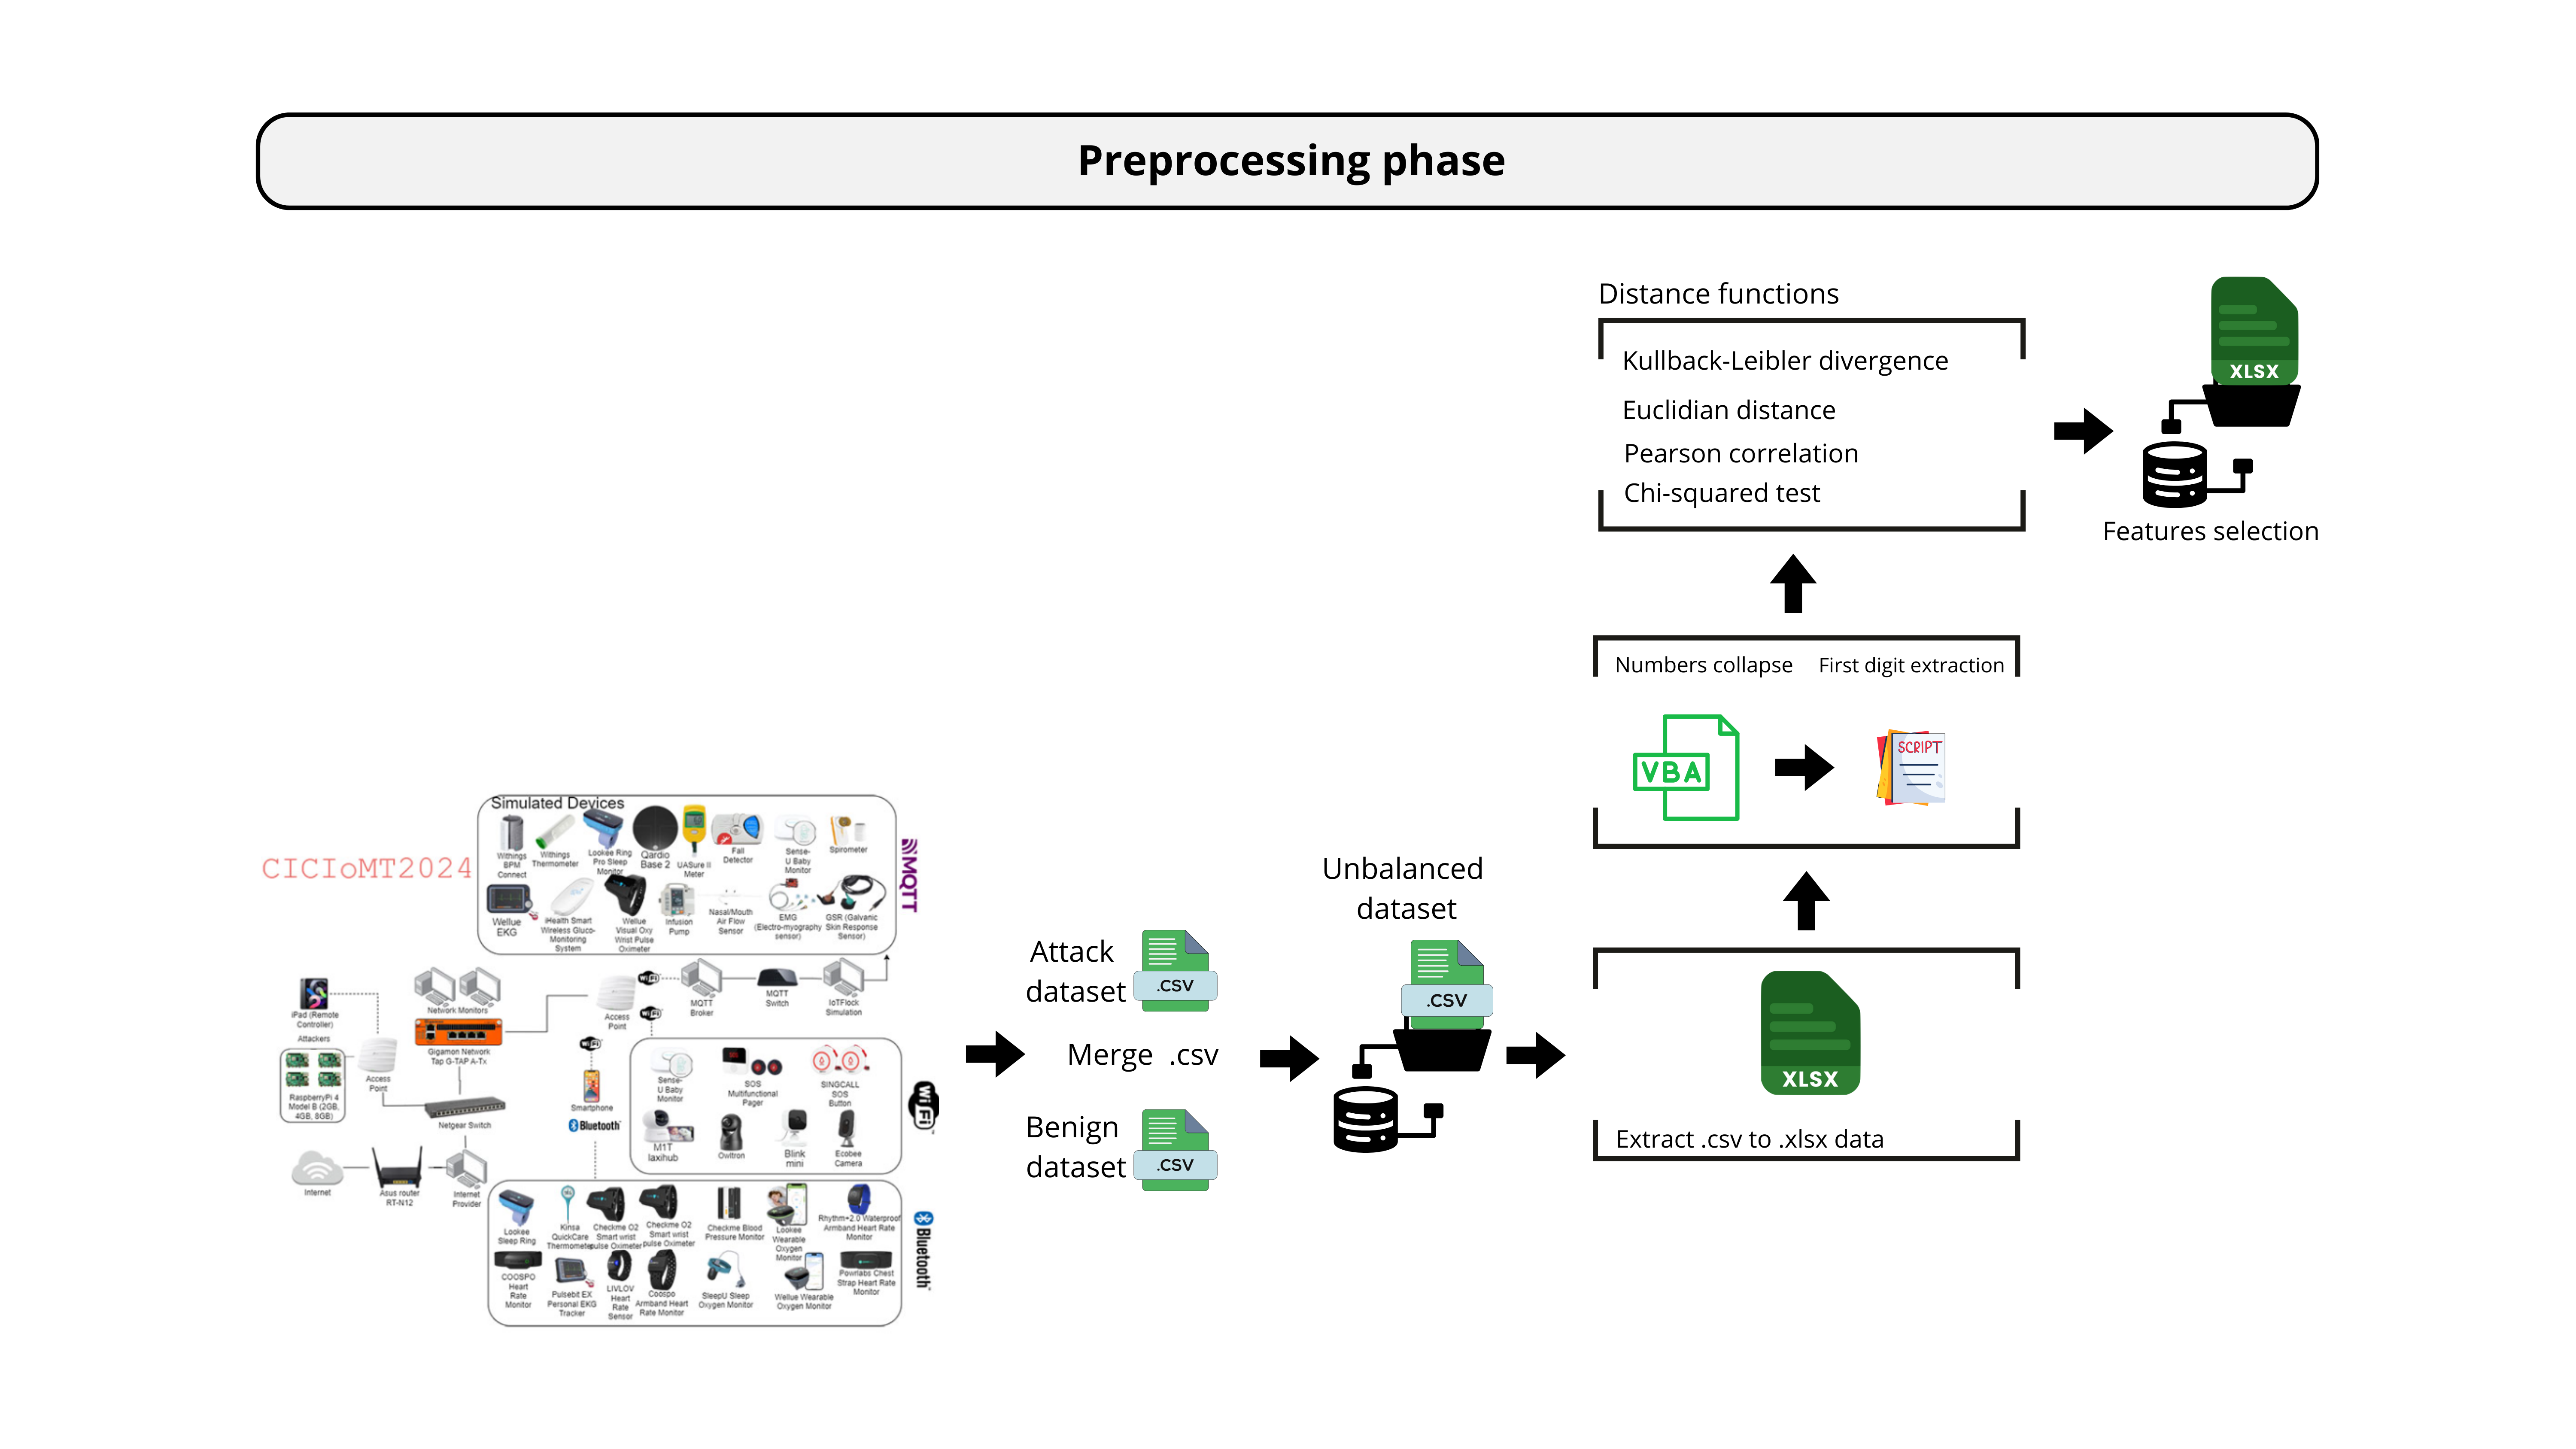 Preprocessing phase
Distance functions
Kullback-Leibler divergence
Euclidian distance
Pearson correlation
Chi-squared test
XLSX
Features selection
Numbers collapse
First digit extraction
VBA
SCRIPT
XLSX
Extract .csv to .xlsx data
Unbalanced
dataset
.CSV
Attack
dataset
.CSV
Merge .csv
Benign
dataset
.CSV
CICIoMT2024
Simulated Devices
Withings
BPM
Connect
Withings
Thermometer
Lookee Ring
Pro Sleep
Monitor
Qardio
Base 2
UASure II
Meter
Fall
Detector
Sense-
U Baby
Monitor
Spirometer
Wellue
EKG
iHealth Smart
Wireless Gluco-
Monitoring
System
Wellue
Visual Oxy
Wrist Pulse
Oximeter
Infusion
Pump
Nasal/Mouth
Air Flow
Sensor
EMG
(Electro-myography
sensor)
GSR (Galvanic
Skin Response
Sensor)
MQTT
iPad (Remote
Controller)
Attackers
RaspberryPi 4
Model B (2GB,
4GB, 8GB)
Access
Point
Network Monitors
Gigamon Network
Tap G-TAP A-Tx
Netgear Switch
Internet
Asus router
RT-N12
Internet
Provider
Access
Point
WiFi
WiFi
WiFi
MQTT
Broker
MQTT
Switch
IoTFlock
Simulation
Smartphone
Bluetooth
Sense-
U Baby
Monitor
SOS
Multifunctional
Pager
SINGCALL
SOS
Button
M1T
laxihub
Owltron
Blink
mini
Ecobee
Camera
WiFi
Lookee
Sleep Ring
Kinsa
QuickCare
Thermometer
Checkme O2
Smart wrist
pulse Oximeter
Checkme O2
Smart wrist
pulse Oximeter
Checkme Blood
Pressure Monitor
Lookee
Wearable
Oxygen
Monitor
Rhythm+2.0 Waterproof
Armband Heart Rate
Monitor
COOSPO
Heart
Rate
Monitor
Pulsebit EX
Personal EKG
Tracker
LIVLOV
Heart
Rate
Sensor
Coospo
Armband Heart
Rate Monitor
SleepU Sleep
Oxygen Monitor
Wellue Wearable
Oxygen Monitor
Powrlabs Chest
Strap Heart Rate
Monitor
Bluetooth